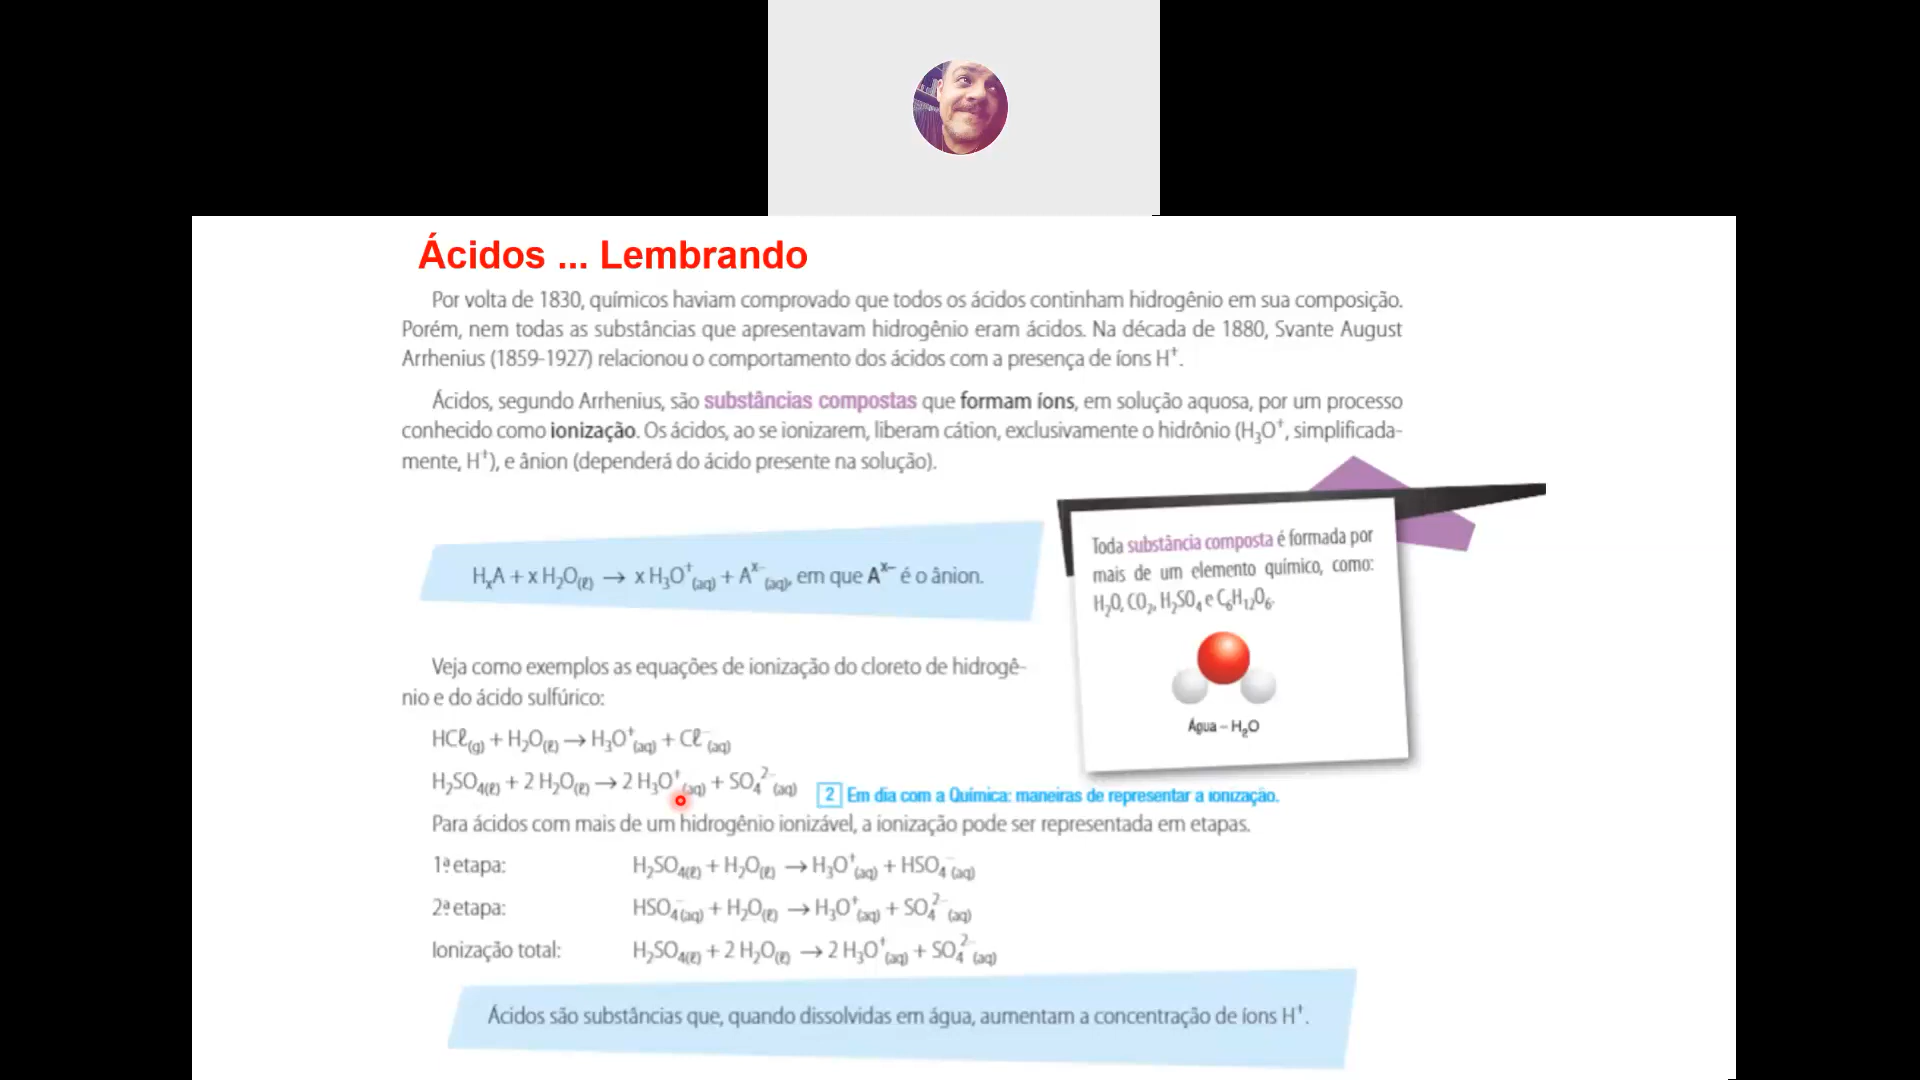 Ácidos ... Lembrando
Por volta de 1830, químicos haviam comprovado que todos os ácidos continham hidrogênio em sua composição.
Porém, nem todas as substâncias que apresentavam hidrogênio eram ácidos. Na década de 1880, Svante August
Arrhenius (1859-1927) relacionou o comportamento dos ácidos com a presença de íons H⁺.
Ácidos, segundo Arrhenius, são substâncias compostas que formam íons, em solução aquosa, por um processo
conhecido como ionização. Os ácidos, ao se ionizarem, liberam cátion, exclusivamente o hidrônio (H₃O⁺, simplificada-
mente, H⁺), e ânion (dependerá do ácido presente na solução).
HₓA + x H₂O₍ℓ₎ → x H₃O⁺(aq) + Aˣ⁻(aq), em que Aˣ⁻ é o ânion.
Toda substância composta é formada por
mais de um elemento químico, como:
H₂O, CO₂, H₂SO₄ e C₆H₁₂O₆.
Água – H₂O
Veja como exemplos as equações de ionização do cloreto de hidrogê-
nio e do ácido sulfúrico:
HCℓ(g) + H₂O(ℓ) → H₃O⁺(aq) + Cℓ⁻(aq)
H₂SO₄(ℓ) + 2 H₂O(ℓ) → 2 H₃O⁺(aq) + SO₄²⁻(aq)
2 Em dia com a Química: maneiras de representar a ionização.
Para ácidos com mais de um hidrogênio ionizável, a ionização pode ser representada em etapas.
1ª etapa: H₂SO₄(ℓ) + H₂O(ℓ) → H₃O⁺(aq) + HSO₄⁻(aq)
2ª etapa: HSO₄⁻(aq) + H₂O(ℓ) → H₃O⁺(aq) + SO₄²⁻(aq)
Ionização total: H₂SO₄(ℓ) + 2 H₂O(ℓ) → 2 H₃O⁺(aq) + SO₄²⁻(aq)
Ácidos são substâncias que, quando dissolvidas em água, aumentam a concentração de íons H⁺.